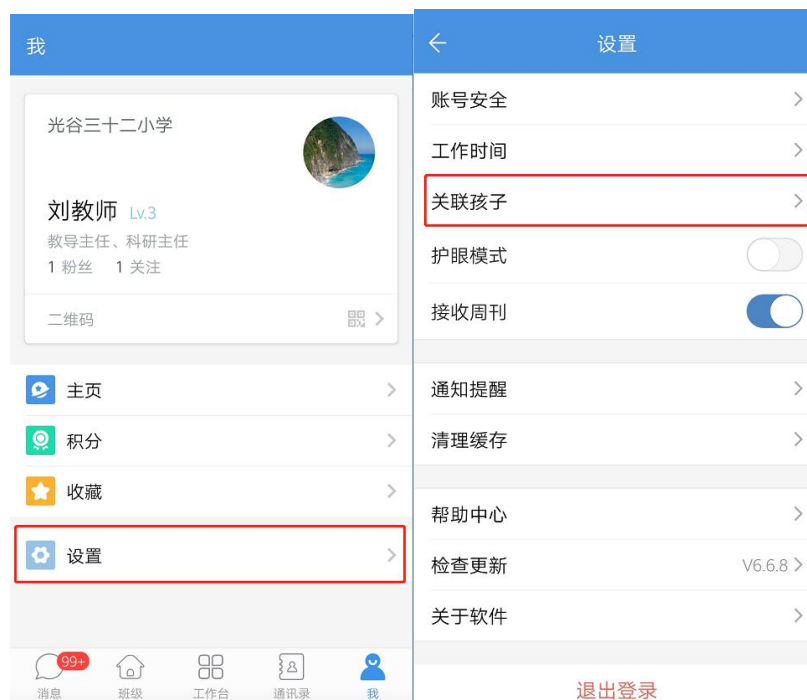 我
光谷三十二小学
刘教师 Lv.3
教导主任、科研主任
1 粉丝 1 关注
二维码
主页
积分
收藏
设置
99+
消息
班级
工作台
通讯录
我
设置
账号安全
工作时间
关联孩子
护眼模式
接收周刊
通知提醒
清理缓存
帮助中心
检查更新 V6.6.8
关于软件
退出登录